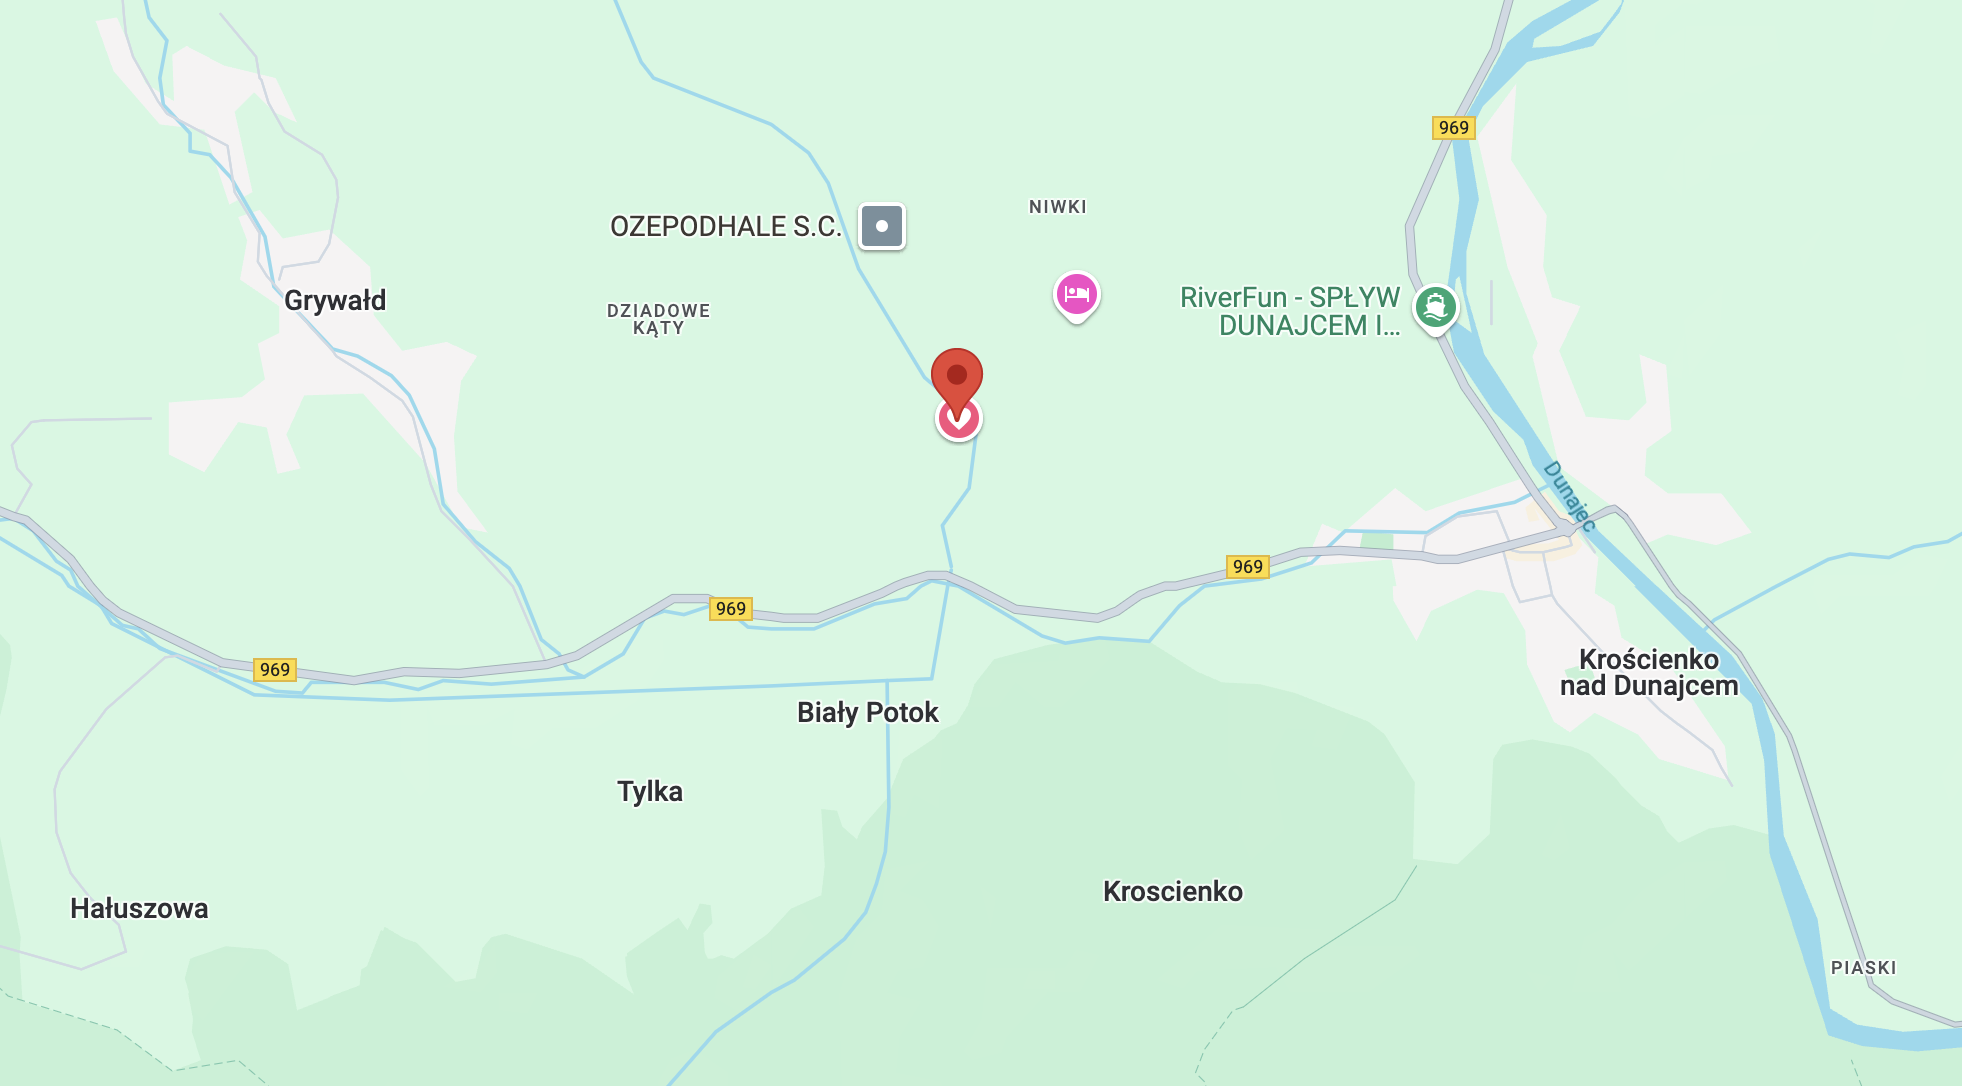 969
NIWKI
OZEPODHALE S.C.
Grywałd
DZIADOWE
KĄTY
RiverFun - SPŁYW
DUNAJCEM I...
Dunajec
969
969
969
Krościenko
nad Dunajcem
Biały Potok
Tylka
Kroscienko
Hałuszowa
PIASKI